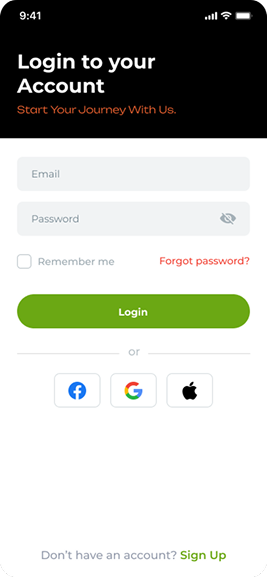 9:41
Login to your
Account
Start Your Journey With Us.
Email
Password
Remember me
Forgot password?
Login
or
Don't have an account? Sign Up